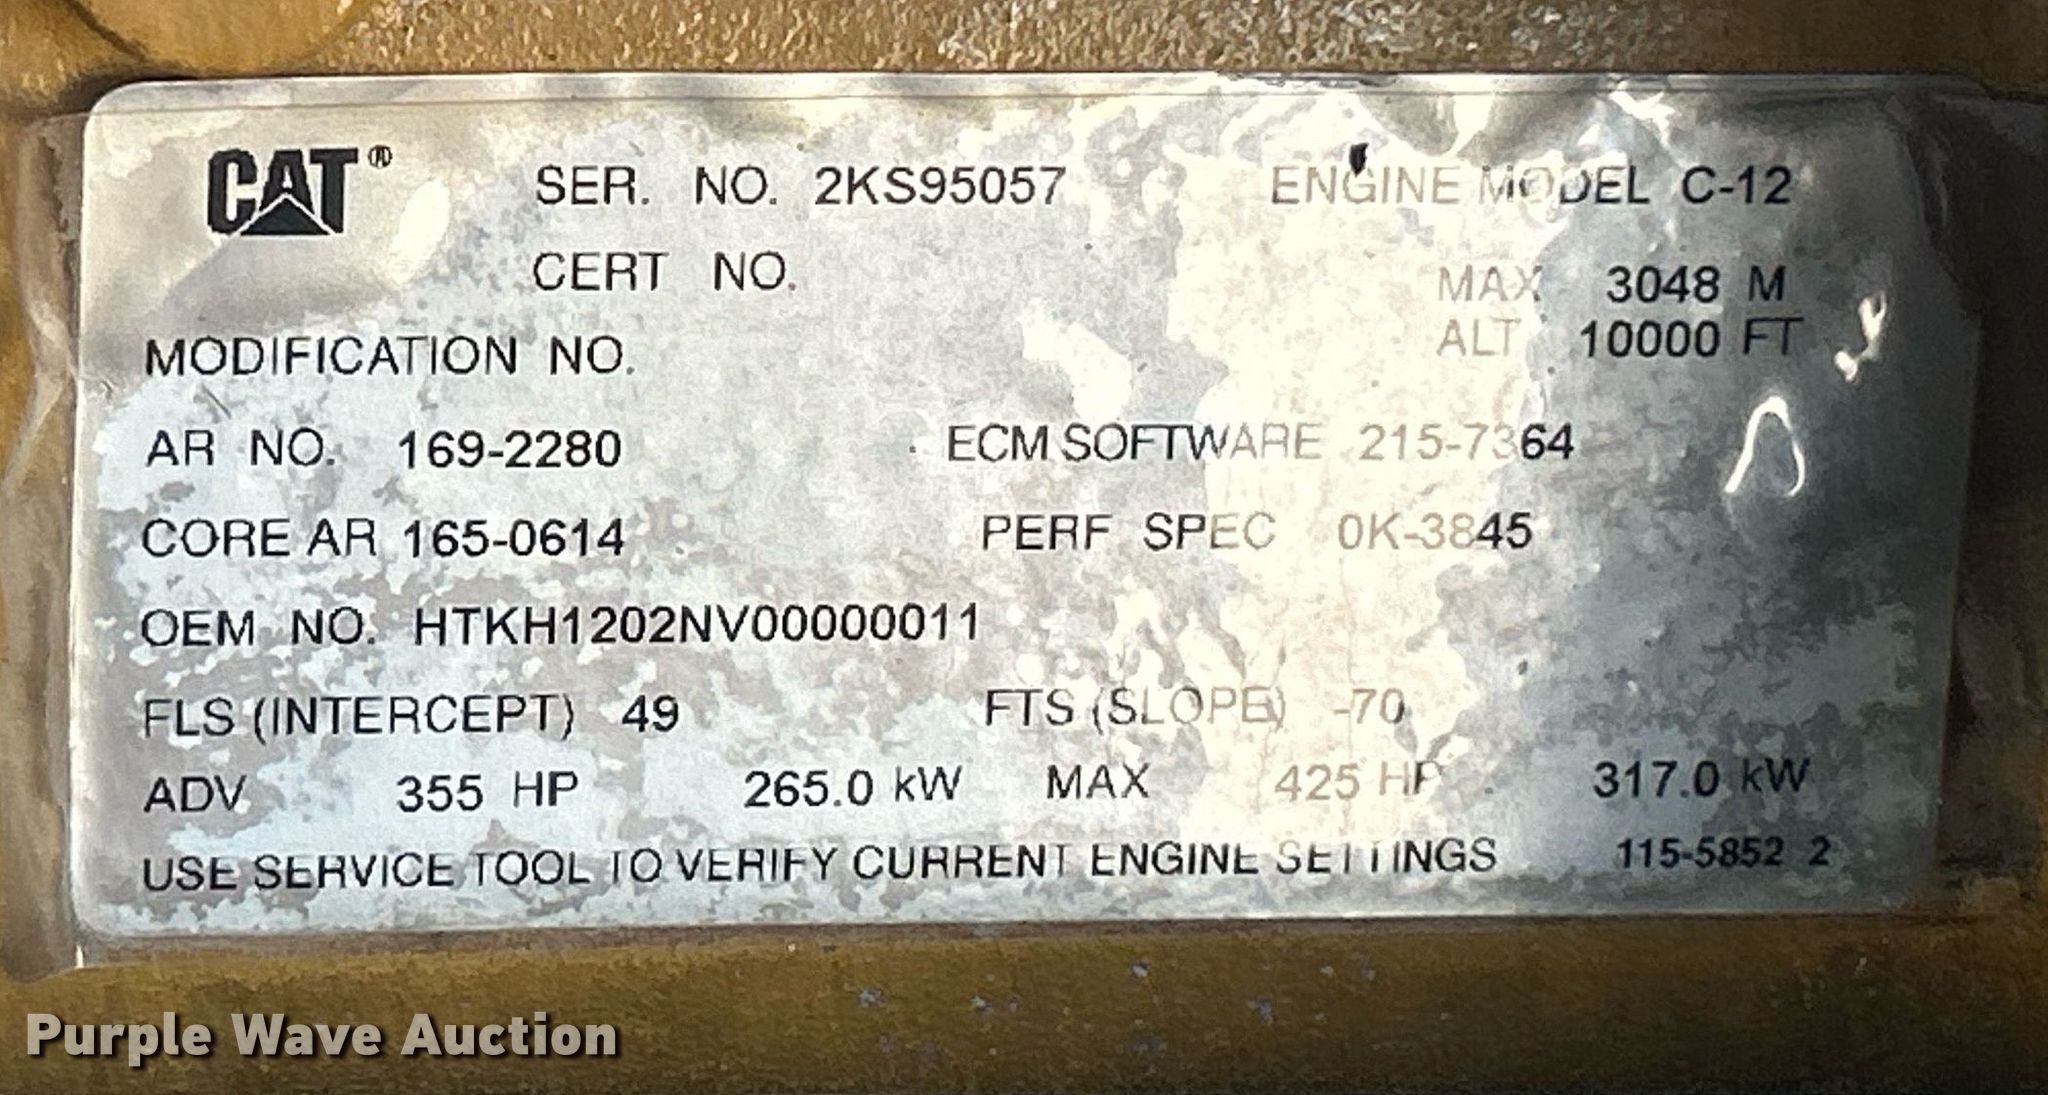 CAT® SER. NO. 2KS95057 ENGINE MODEL C-12
CERT NO. MAX 3048 M
ALT 10000 FT
MODIFICATION NO.
AR NO. 169-2280 ECM SOFTWARE 215-7364
CORE AR 165-0614 PERF SPEC 0K-3845
OEM NO. HTKH1202NV00000011
FLS (INTERCEPT) 49 FTS (SLOPE) -70
ADV 355 HP 265.0 kW MAX 425 HP 317.0 kW
USE SERVICE TOOL TO VERIFY CURRENT ENGINE SETTINGS 115-5852 2
Purple Wave Auction